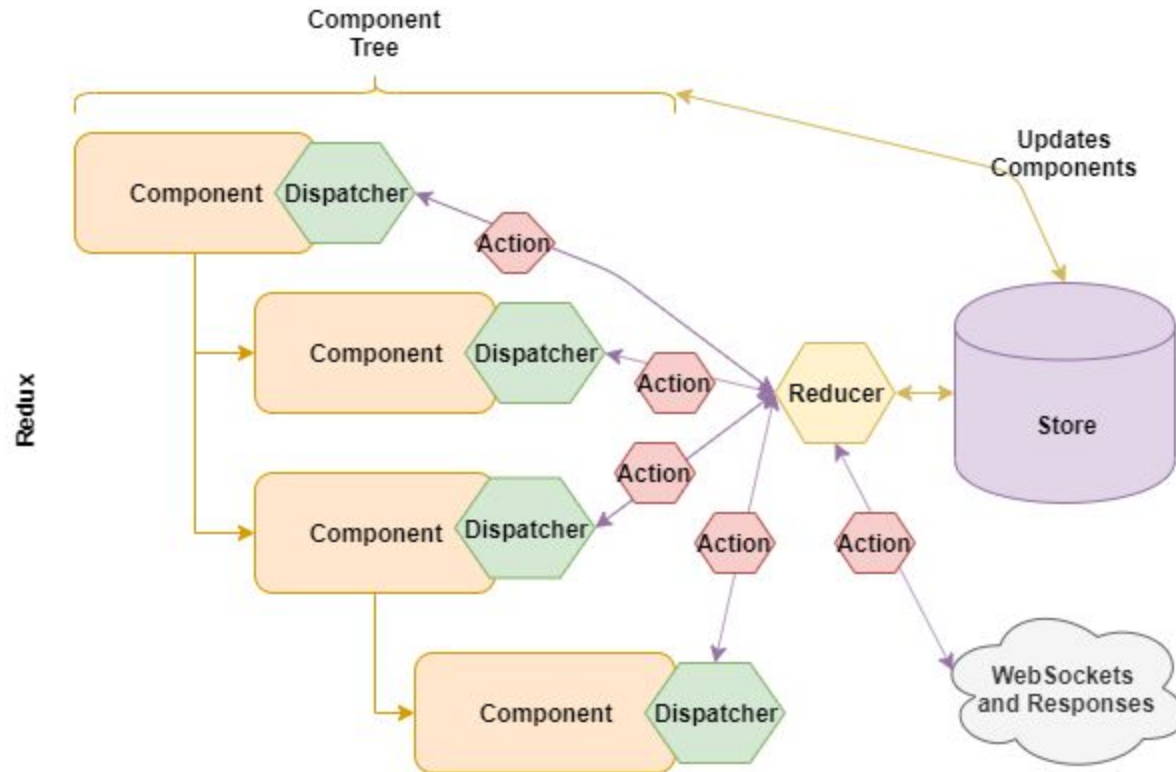 Component
Tree
Updates
Components
Component
Dispatcher
Action
Component
Dispatcher
Action
Reducer
Redux
Store
Action
Component
Dispatcher
Action
Action
WebSockets
and Responses
Component
Dispatcher